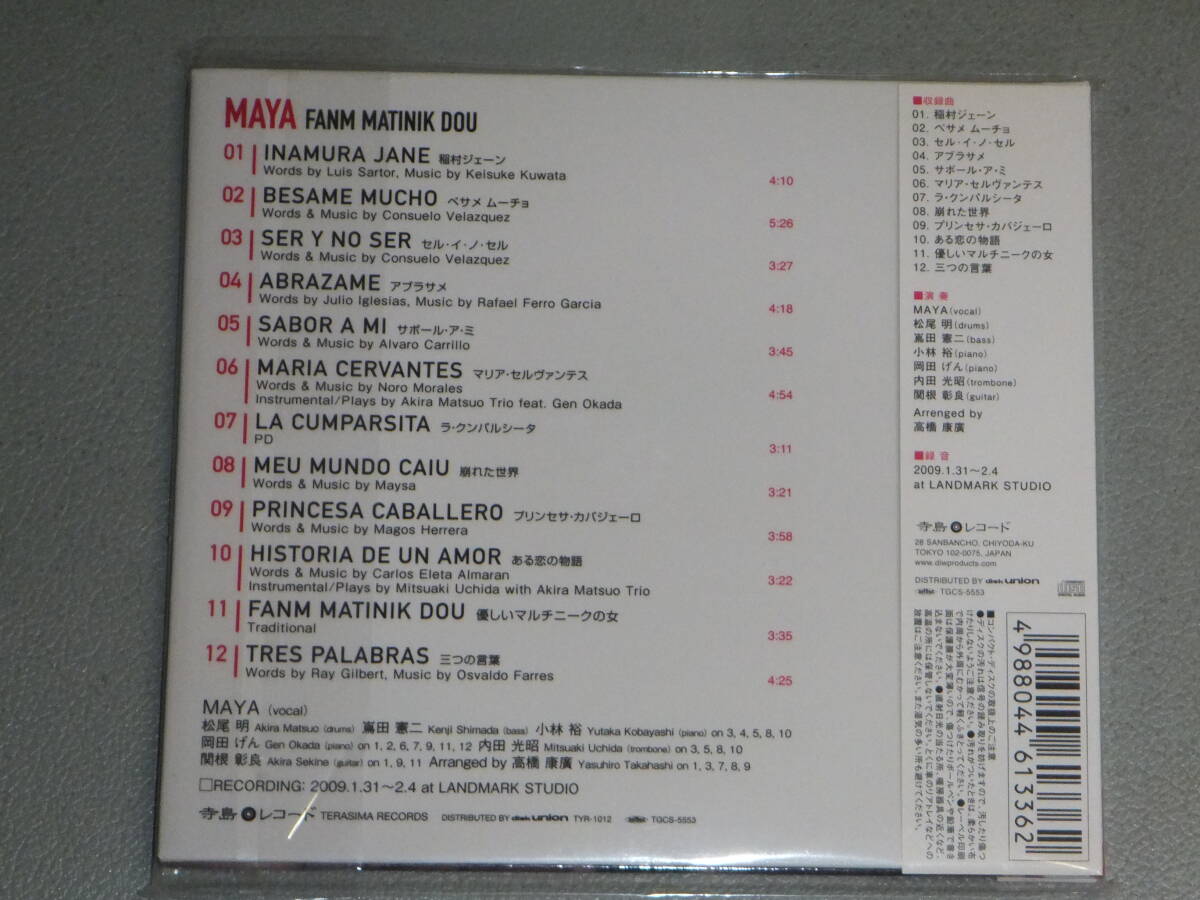 MAYA FANM MATINIK DOU
01 INAMURA JANE 稲村ジェーン
Words by Luis Sartor, Music by Keisuke Kuwata
4:10
02 BESAME MUCHO ベサメ ムーチョ
Words & Music by Consuelo Velazquez
5:26
03 SER Y NO SER セル・イ・ノ・セル
Words & Music by Consuelo Velazquez
3:27
04 ABRAZAME アブラサメ
Words by Julio Iglesias, Music by Rafael Ferro Garcia
4:18
05 SABOR A MI サボール・ア・ミ
Words & Music by Alvaro Carrillo
3:45
06 MARIA CERVANTES マリア・セルヴァンテス
Words & Music by Noro Morales
Instrumental/Plays by Akira Matsuo Trio feat. Gen Okada
4:54
07 LA CUMPARSITA ラ・クンパルシータ
PD
3:11
08 MEU MUNDO CAIU 崩れた世界
Words & Music by Maysa
3:21
09 PRINCESA CABALLERO プリンセサ・カバジェーロ
Words & Music by Magos Herrera
3:58
10 HISTORIA DE UN AMOR ある恋の物語
Words & Music by Carlos Eleta Almaran
Instrumental/Plays by Mitsuaki Uchida with Akira Matsuo Trio
3:22
11 FANM MATINIK DOU 優しいマルチニークの女
Traditional
3:35
12 TRES PALABRAS 三つの言葉
Words by Ray Gilbert, Music by Osvaldo Farres
4:25
MAYA (vocal)
松尾 明 Akira Matsuo (drums) 嶌田 憲二 Kenji Shimada (bass) 小林 裕 Yutaka Kobayashi (piano) on 3, 4, 5, 8, 10
岡田 げん Gen Okada (piano) on 1, 2, 6, 7, 9, 11, 12 内田 光昭 Mitsuaki Uchida (trombone) on 3, 5, 8, 10
関根 彰良 Akira Sekine (guitar) on 1, 9, 11 Arranged by 高橋 康廣 Yasuhiro Takahashi on 1, 3, 7, 8, 9
□RECORDING: 2009.1.31〜2.4 at LANDMARK STUDIO
寺島レコード TERASIMA RECORDS DISTRIBUTED BY disk union TYR-1012 TGCS-5553
■収録曲
01. 稲村ジェーン
02. ベサメ ムーチョ
03. セル・イ・ノ・セル
04. アブラサメ
05. サボール・ア・ミ
06. マリア・セルヴァンテス
07. ラ・クンパルシータ
08. 崩れた世界
09. プリンセサ・カバジェーロ
10. ある恋の物語
11. 優しいマルチニークの女
12. 三つの言葉
■演奏
MAYA (vocal)
松尾 明 (drums)
嶌田 憲二 (bass)
小林 裕 (piano)
岡田 げん (piano)
内田 光昭 (trombone)
関根 彰良 (guitar)
Arranged by
高橋 康廣
■録音
2009.1.31〜2.4
at LANDMARK STUDIO
寺島レコード
28 SANBANCHO, CHIYODA-KU
TOKYO 102-0075, JAPAN
www.diwproducts.com
DISTRIBUTED BY disk union
TGCS-5553
■コンパクト・ディスクの取扱上のご注意
4 988044 613362